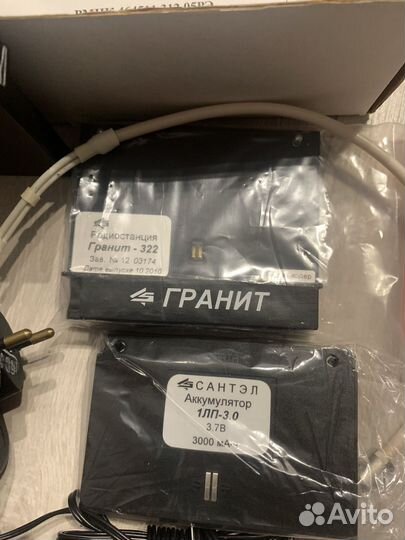 Радиостанция
Гранит - 322
Зав. № 12 03174
Дата выпуска 10 2010
ГРАНИТ
САНТЭЛ
Аккумулятор
1ЛП-3.0
3.7В
3000 мАч
Avito